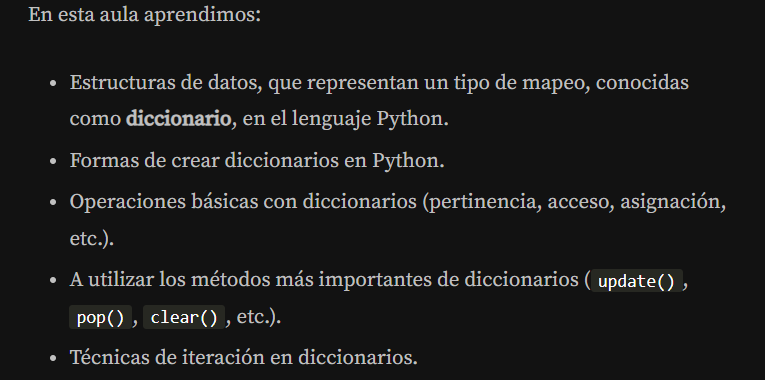 En esta aula aprendimos:
• Estructuras de datos, que representan un tipo de mapeo, conocidas
como diccionario, en el lenguaje Python.
• Formas de crear diccionarios en Python.
• Operaciones básicas con diccionarios (pertinencia, acceso, asignación,
etc.).
• A utilizar los métodos más importantes de diccionarios ( update() ,
pop() , clear() , etc.).
• Técnicas de iteración en diccionarios.